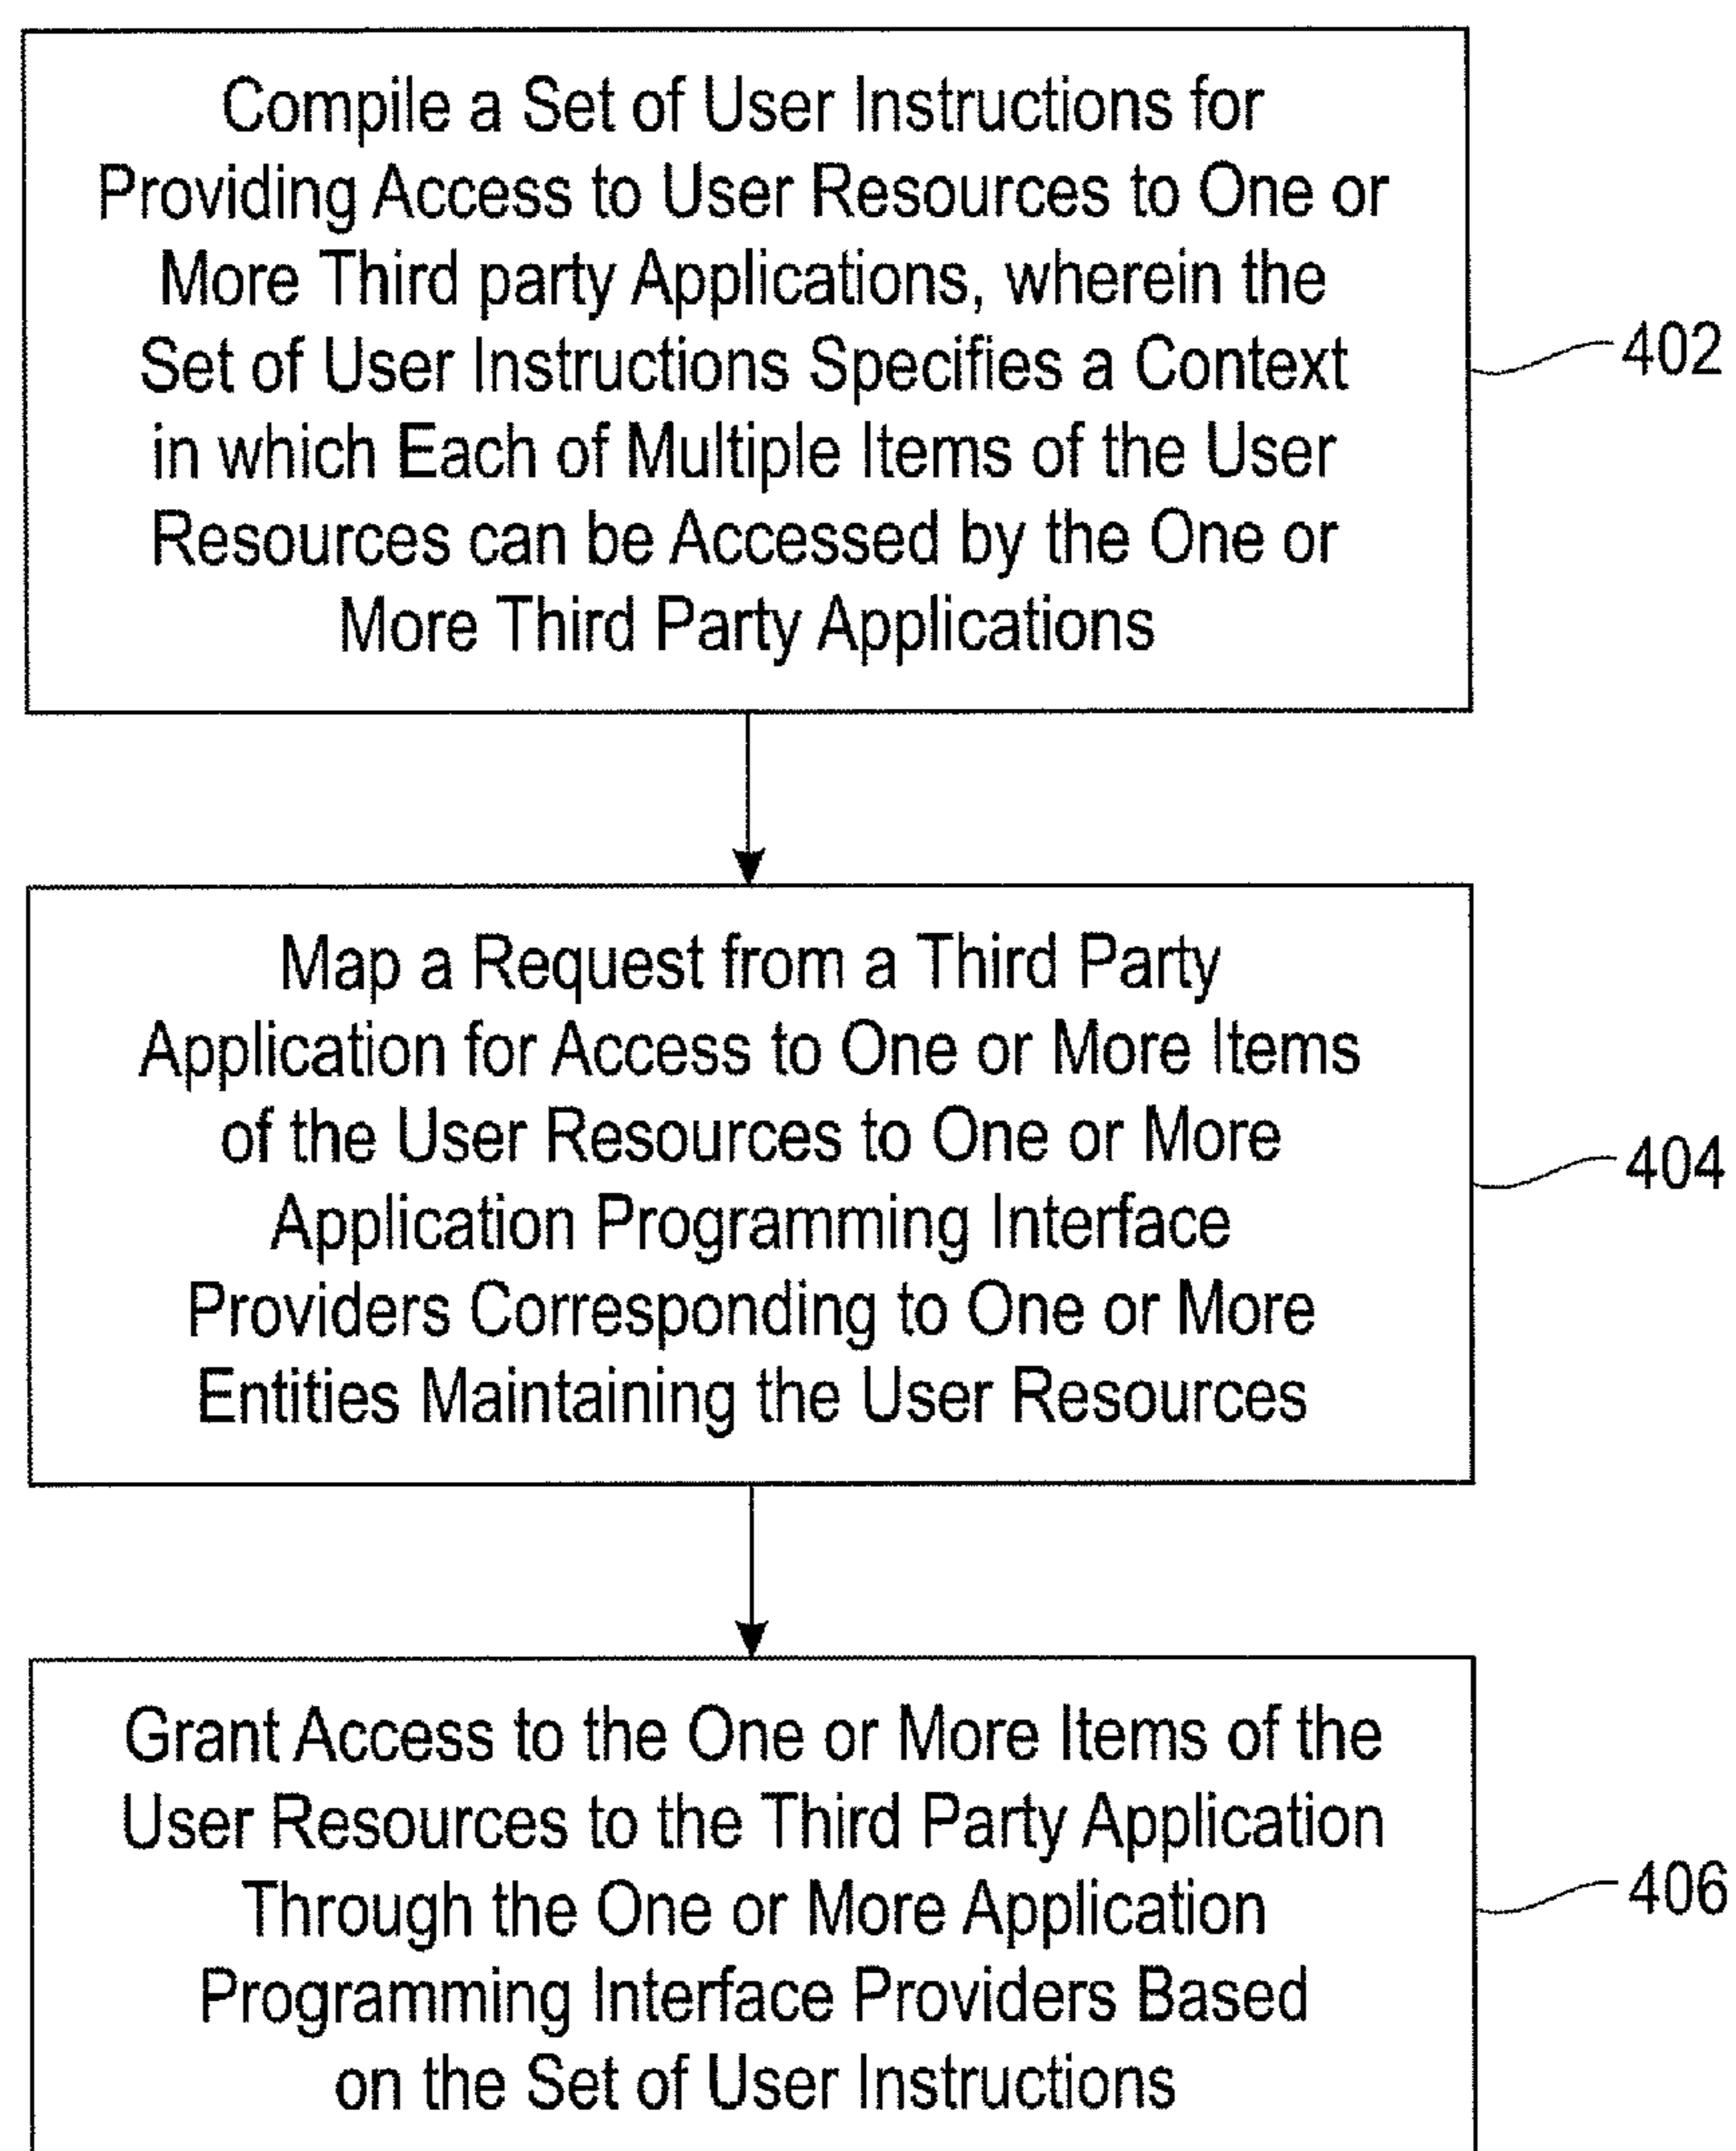 Compile a Set of User Instructions for
Providing Access to User Resources to One or
More Third party Applications, wherein the
Set of User Instructions Specifies a Context
in which Each of Multiple Items of the User
Resources can be Accessed by the One or
More Third Party Applications
402
Map a Request from a Third Party
Application for Access to One or More Items
of the User Resources to One or More
Application Programming Interface
Providers Corresponding to One or More
Entities Maintaining the User Resources
404
Grant Access to the One or More Items of the
User Resources to the Third Party Application
Through the One or More Application
Programming Interface Providers Based
on the Set of User Instructions
406